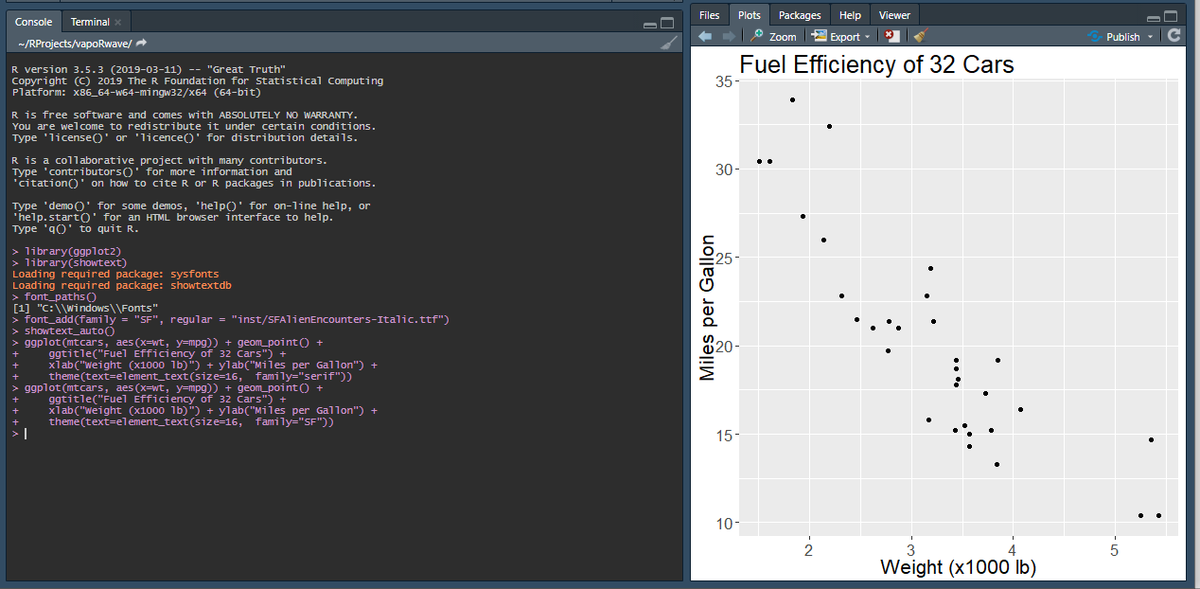 Console Terminal
~/RProjects/vapoRwave/
R version 3.5.3 (2019-03-11) -- "Great Truth"
Copyright (C) 2019 The R Foundation for Statistical Computing
Platform: x86_64-w64-mingw32/x64 (64-bit)
R is free software and comes with ABSOLUTELY NO WARRANTY.
You are welcome to redistribute it under certain conditions.
Type 'license()' or 'licence()' for distribution details.
R is a collaborative project with many contributors.
Type 'contributors()' for more information and
'citation()' on how to cite R or R packages in publications.
Type 'demo()' for some demos, 'help()' for on-line help, or
'help.start()' for an HTML browser interface to help.
Type 'q()' to quit R.
> library(ggplot2)
> library(showtext)
Loading required package: sysfonts
Loading required package: showtextdb
> font_paths()
[1] "C:\\Windows\\Fonts"
> font_add(family = "SF", regular = "inst/SFAlienEncounters-Italic.ttf")
> showtext_auto()
> ggplot(mtcars, aes(x=wt, y=mpg)) + geom_point() +
+     ggtitle("Fuel Efficiency of 32 Cars") +
+     xlab("Weight (x1000 lb)") + ylab("Miles per Gallon") +
+     theme(text=element_text(size=16,  family="serif"))
> ggplot(mtcars, aes(x=wt, y=mpg)) + geom_point() +
+     ggtitle("Fuel Efficiency of 32 Cars") +
+     xlab("Weight (x1000 lb)") + ylab("Miles per Gallon") +
+     theme(text=element_text(size=16,  family="SF"))
>
Files Plots Packages Help Viewer
Zoom Export Publish
Fuel Efficiency of 32 Cars
35
30
25
20
15
10
Miles per Gallon
2 3 4 5
Weight (x1000 lb)